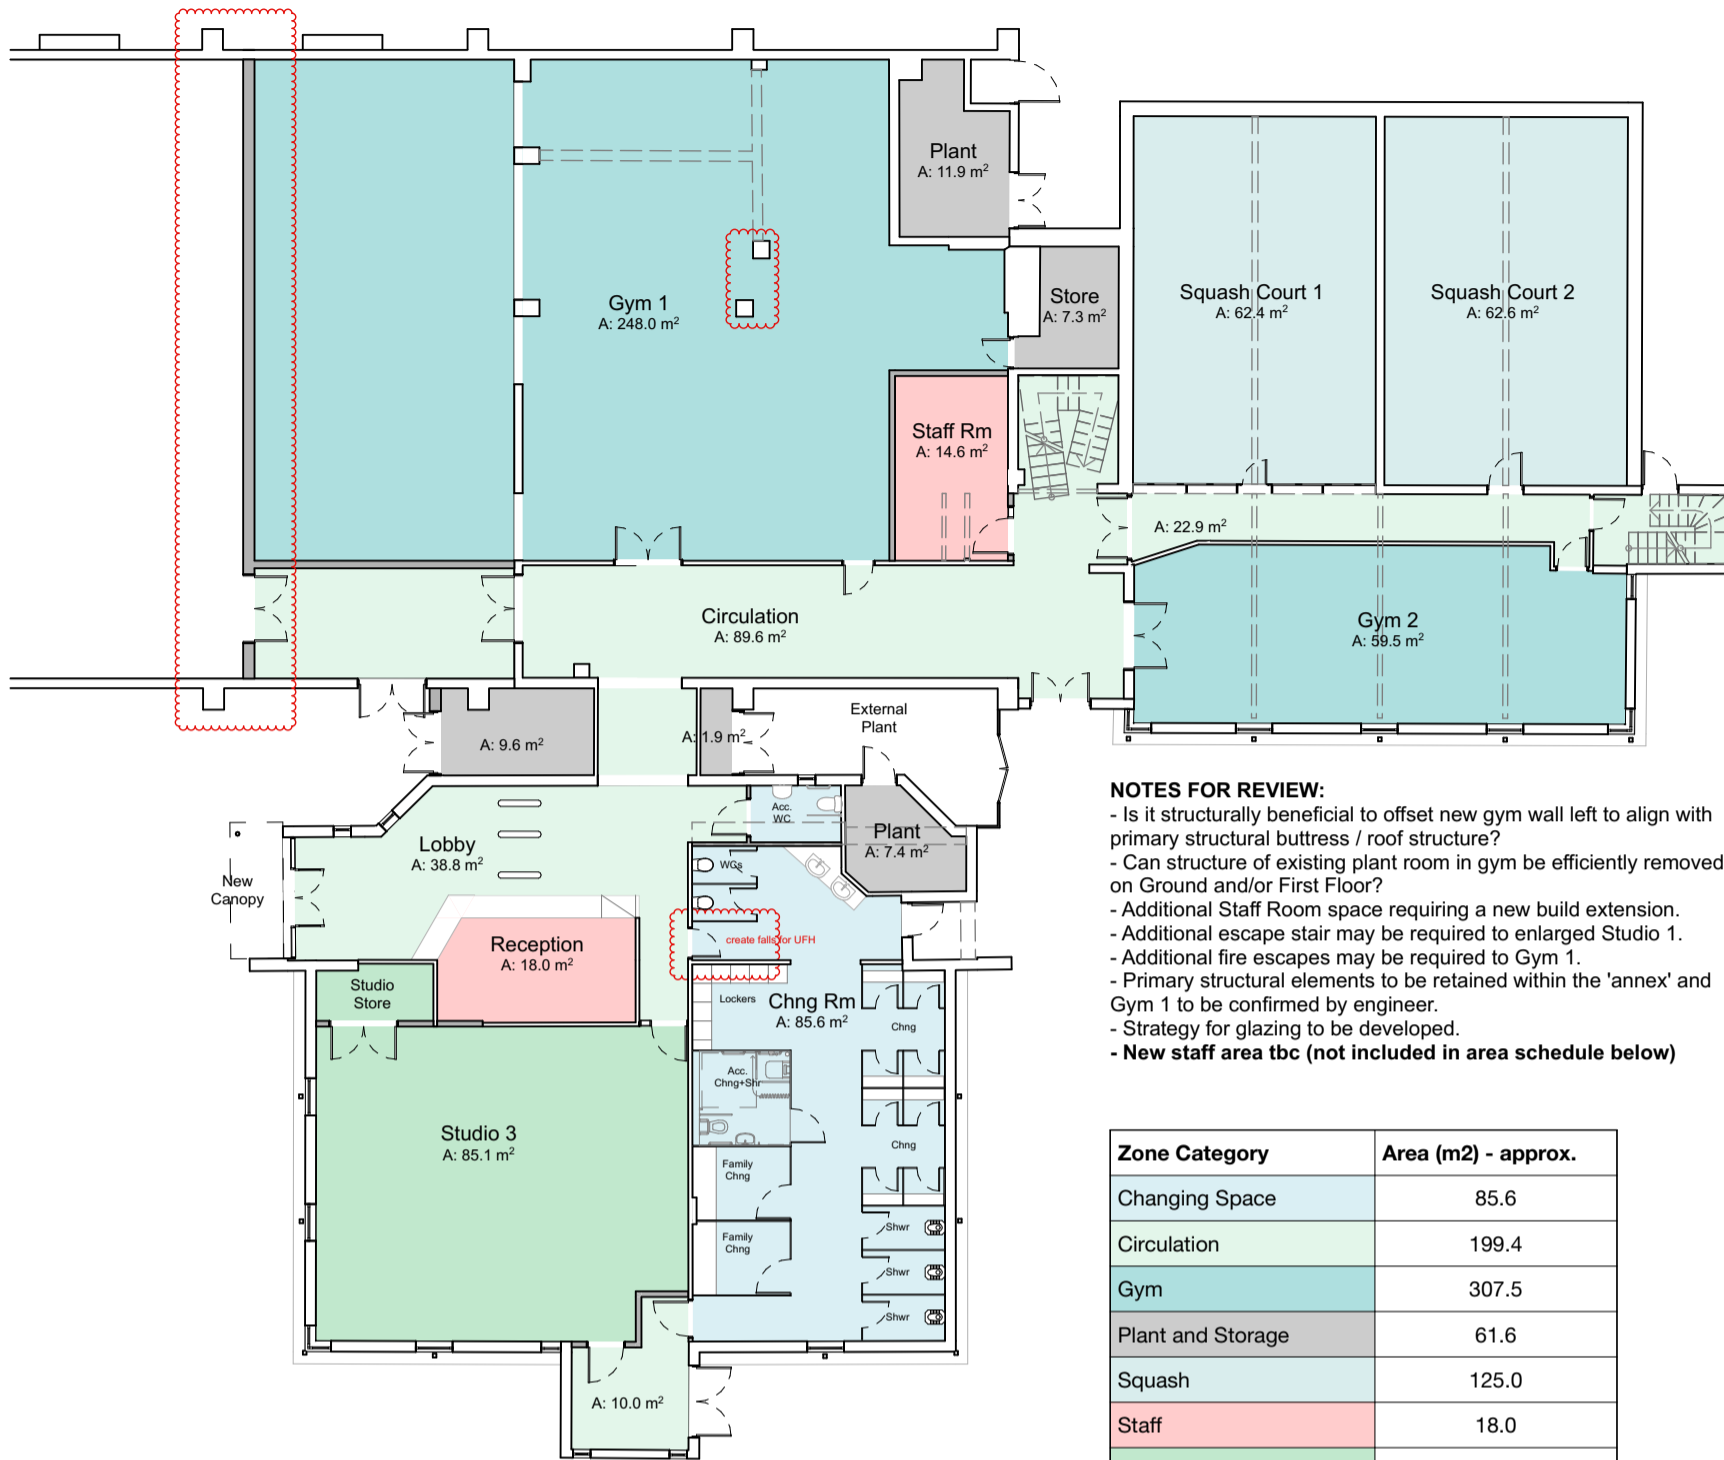 Plant
A: 11.9 m²
Gym 1
A: 248.0 m²
Store
A: 7.3 m²
Squash Court 1
A: 62.4 m²
Squash Court 2
A: 62.6 m²
Staff Rm
A: 14.6 m²
A: 22.9 m²
Circulation
A: 89.6 m²
Gym 2
A: 59.5 m²
A: 9.6 m²
A: 1.9 m²
External
Plant
Acc.
WC
Plant
A: 7.4 m²
Lobby
A: 38.8 m²
WCs
New
Canopy
Reception
A: 18.0 m²
create falls for UFH
Studio
Store
Lockers
Chng Rm
A: 85.6 m²
Chng
Acc.
Chng+Shr
Studio 3
A: 85.1 m²
Chng
Family
Chng
Family
Chng
Shwr
Shwr
Shwr
A: 10.0 m²
NOTES FOR REVIEW:
- Is it structurally beneficial to offset new gym wall left to align with
primary structural buttress / roof structure?
- Can structure of existing plant room in gym be efficiently removed
on Ground and/or First Floor?
- Additional Staff Room space requiring a new build extension.
- Additional escape stair may be required to enlarged Studio 1.
- Additional fire escapes may be required to Gym 1.
- Primary structural elements to be retained within the 'annex' and
Gym 1 to be confirmed by engineer.
- Strategy for glazing to be developed.
- New staff area tbc (not included in area schedule below)
Zone Category Area (m2) - approx.
Changing Space 85.6
Circulation 199.4
Gym 307.5
Plant and Storage 61.6
Squash 125.0
Staff 18.0